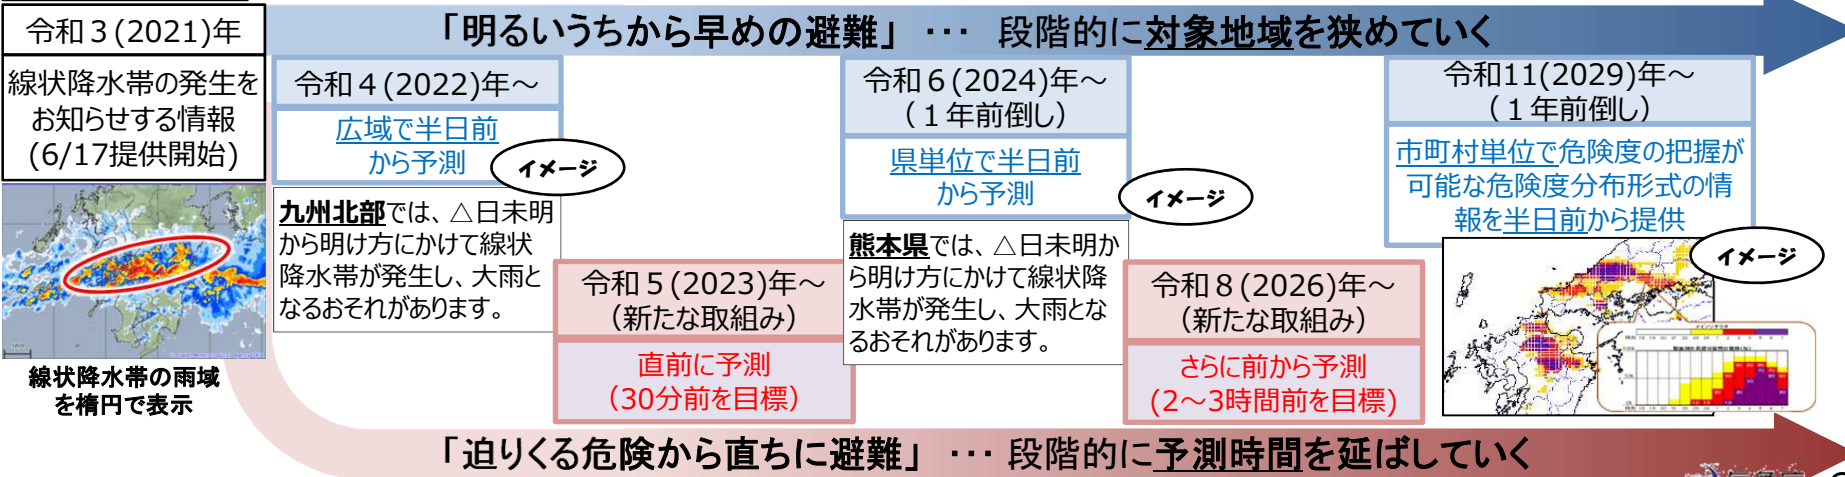 「明るいうちから早めの避難」 ･･･ 段階的に対象地域を狭めていく
令和３(2021)年
線状降水帯の発生を
お知らせする情報
(6/17提供開始)
線状降水帯の雨域
を楕円で表示
令和４(2022)年～
広域で半日前
から予測
イメージ
九州北部では、△日未明
から明け方にかけて線状
降水帯が発生し、大雨と
なるおそれがあります。
令和５(2023)年～
（新たな取組み）
直前に予測
（30分前を目標）
令和６(2024)年～
（１年前倒し）
県単位で半日前
から予測
イメージ
熊本県では、△日未明か
ら明け方にかけて線状降
水帯が発生し、大雨とな
るおそれがあります。
令和８(2026)年～
（新たな取組み）
さらに前から予測
(2～3時間前を目標)
令和11(2029)年～
（１年前倒し）
市町村単位で危険度の把握が
可能な危険度分布形式の情
報を半日前から提供
イメージ
「迫りくる危険から直ちに避難」 ･･･ 段階的に予測時間を延ばしていく